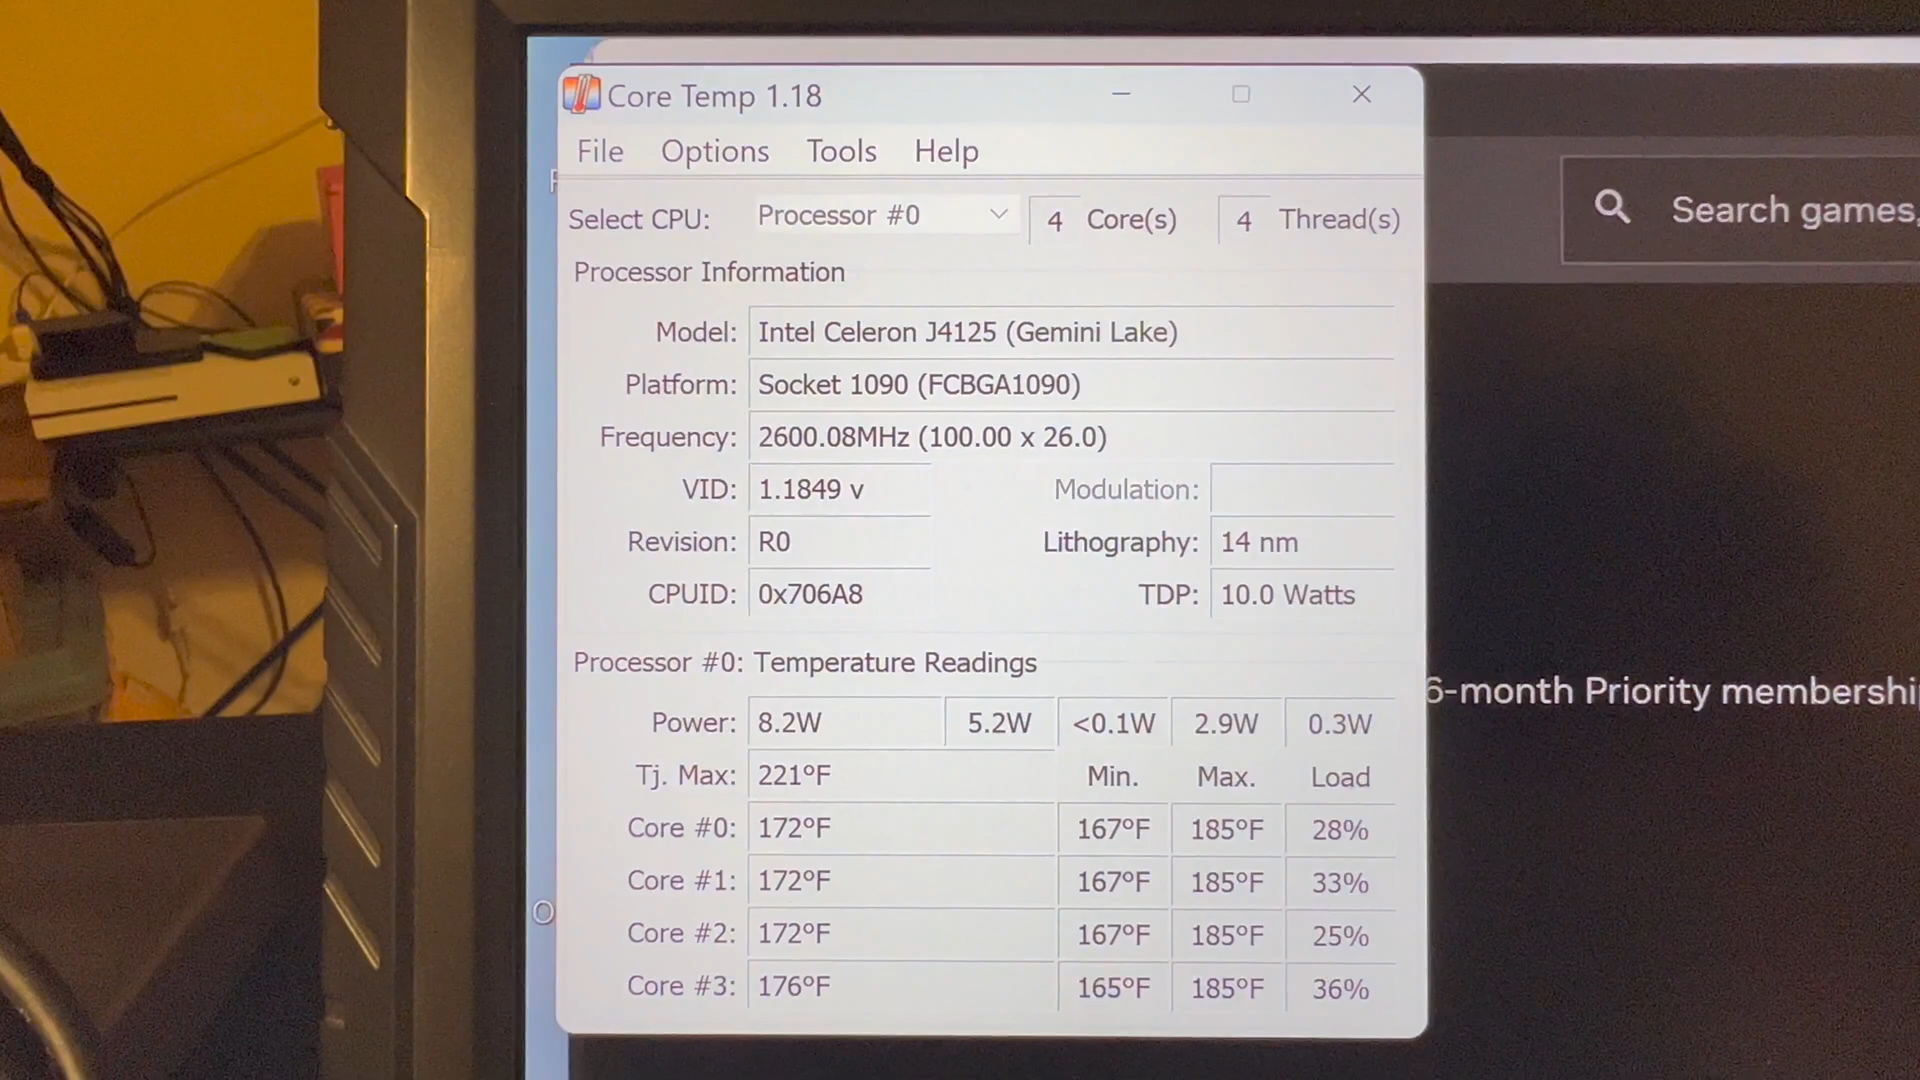 Core Temp 1.18
File Options Tools Help
Select CPU: Processor #0 4 Core(s) 4 Thread(s)
Processor Information
Model: Intel Celeron J4125 (Gemini Lake)
Platform: Socket 1090 (FCBGA1090)
Frequency: 2600.08MHz (100.00 x 26.0)
VID: 1.1849 v Modulation:
Revision: R0 Lithography: 14 nm
CPUID: 0x706A8 TDP: 10.0 Watts
Processor #0: Temperature Readings
Power: 8.2W 5.2W <0.1W 2.9W 0.3W
Tj. Max: 221°F Min. Max. Load
Core #0: 172°F 167°F 185°F 28%
Core #1: 172°F 167°F 185°F 33%
Core #2: 172°F 167°F 185°F 25%
Core #3: 176°F 165°F 185°F 36%
Search games,
6-month Priority membershi